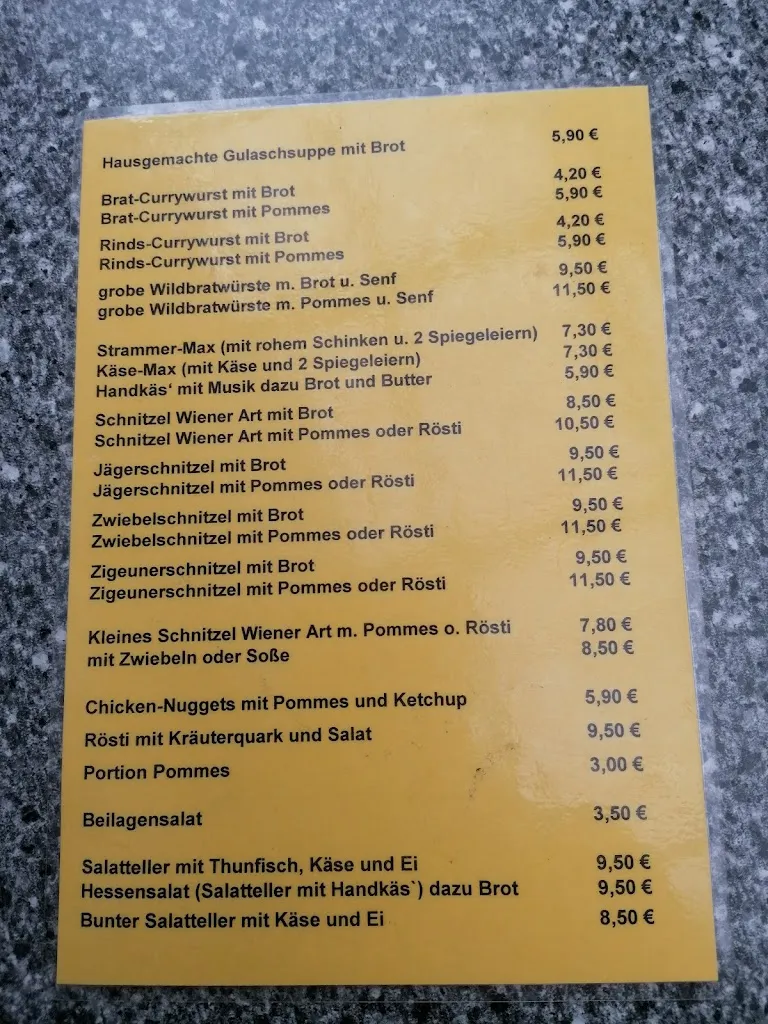 Hausgemachte Gulaschsuppe mit Brot 5,90 €
Brat-Currywurst mit Brot 4,20 €
Brat-Currywurst mit Pommes 5,90 €
Rinds-Currywurst mit Brot 4,20 €
Rinds-Currywurst mit Pommes 5,90 €
grobe Wildbratwürste m. Brot u. Senf 9,50 €
grobe Wildbratwürste m. Pommes u. Senf 11,50 €
Strammer-Max (mit rohem Schinken u. 2 Spiegeleiern) 7,30 €
Käse-Max (mit Käse und 2 Spiegeleiern) 7,30 €
Handkäs‘ mit Musik dazu Brot und Butter 5,90 €
Schnitzel Wiener Art mit Brot 8,50 €
Schnitzel Wiener Art mit Pommes oder Rösti 10,50 €
Jägerschnitzel mit Brot 9,50 €
Jägerschnitzel mit Pommes oder Rösti 11,50 €
Zwiebelschnitzel mit Brot 9,50 €
Zwiebelschnitzel mit Pommes oder Rösti 11,50 €
Zigeunerschnitzel mit Brot 9,50 €
Zigeunerschnitzel mit Pommes oder Rösti 11,50 €
Kleines Schnitzel Wiener Art m. Pommes o. Rösti 7,80 €
mit Zwiebeln oder Soße 8,50 €
Chicken-Nuggets mit Pommes und Ketchup 5,90 €
Rösti mit Kräuterquark und Salat 9,50 €
Portion Pommes 3,00 €
Beilagensalat 3,50 €
Salatteller mit Thunfisch, Käse und Ei 9,50 €
Hessensalat (Salatteller mit Handkäs`) dazu Brot 9,50 €
Bunter Salatteller mit Käse und Ei 8,50 €